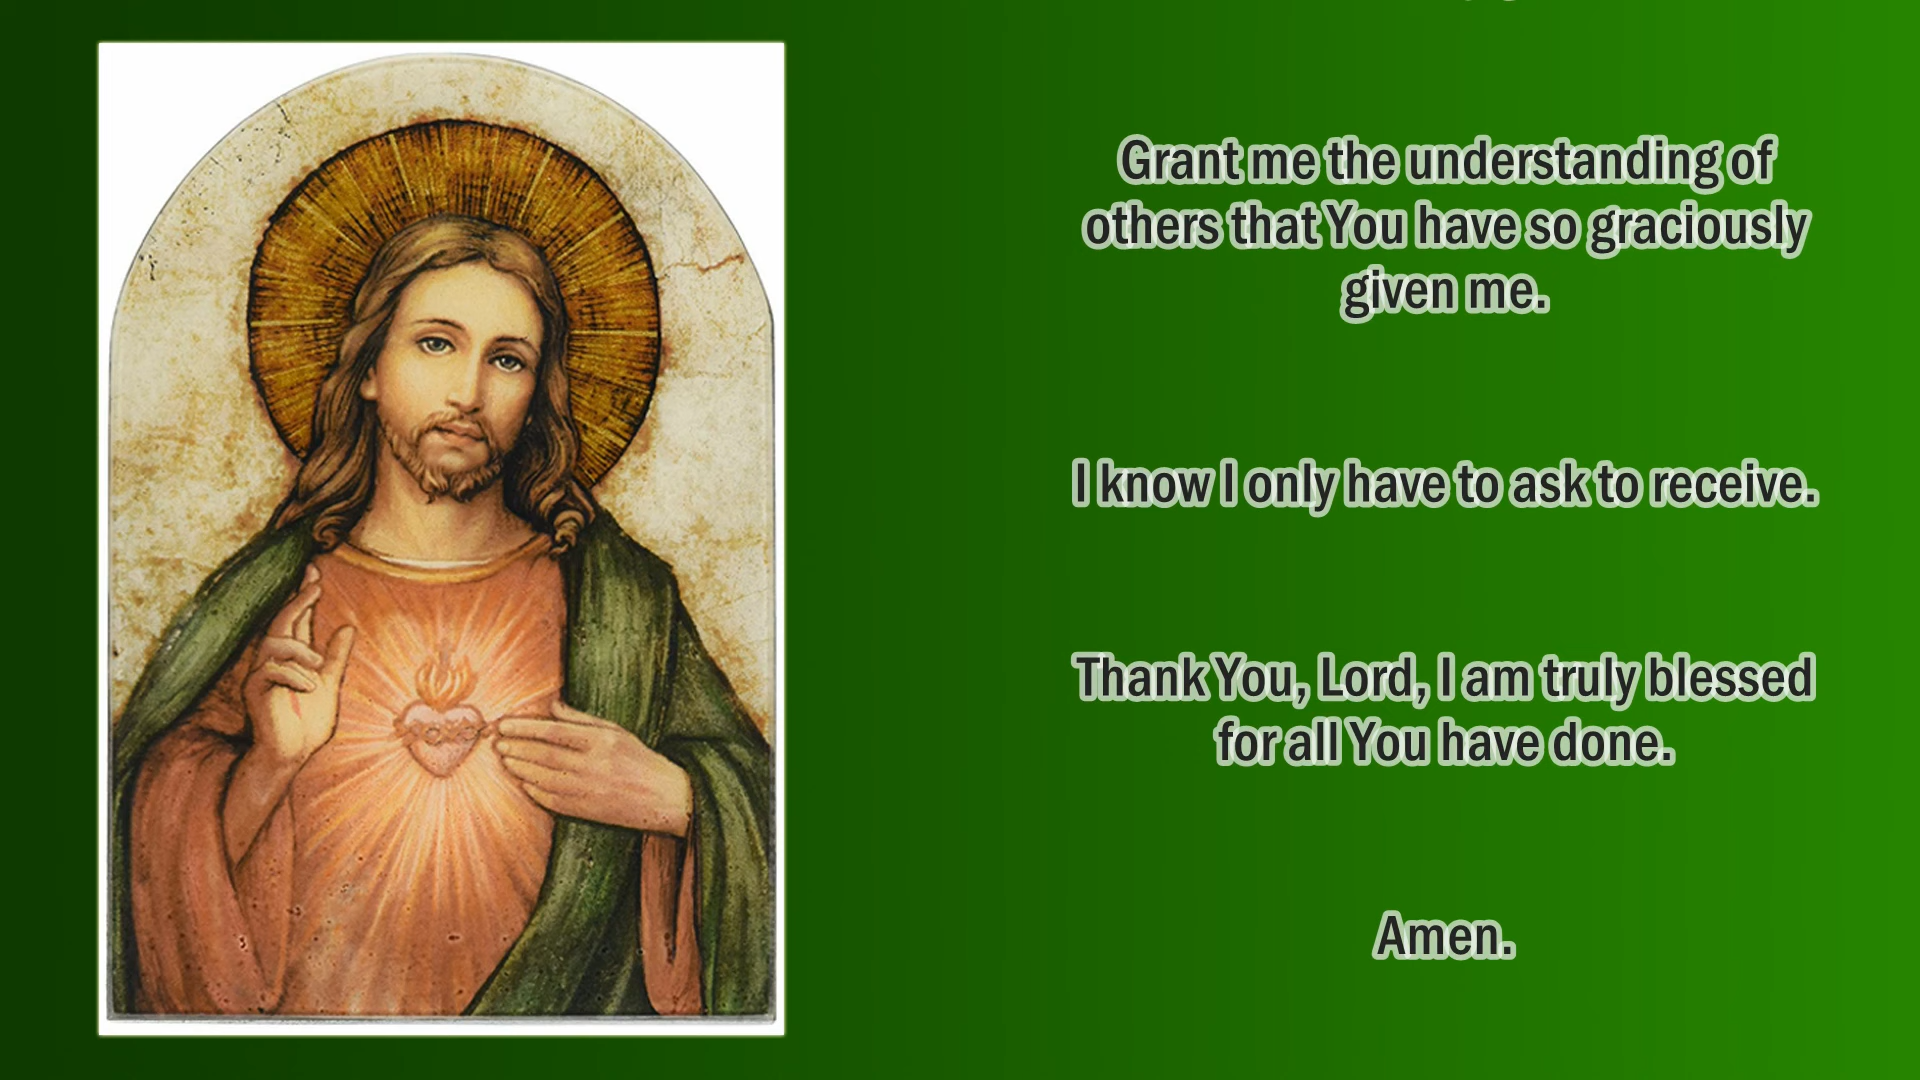 Grant me the understanding of
others that You have so graciously
given me.
I know I only have to ask to receive.
Thank You, Lord, I am truly blessed
for all You have done.
Amen.